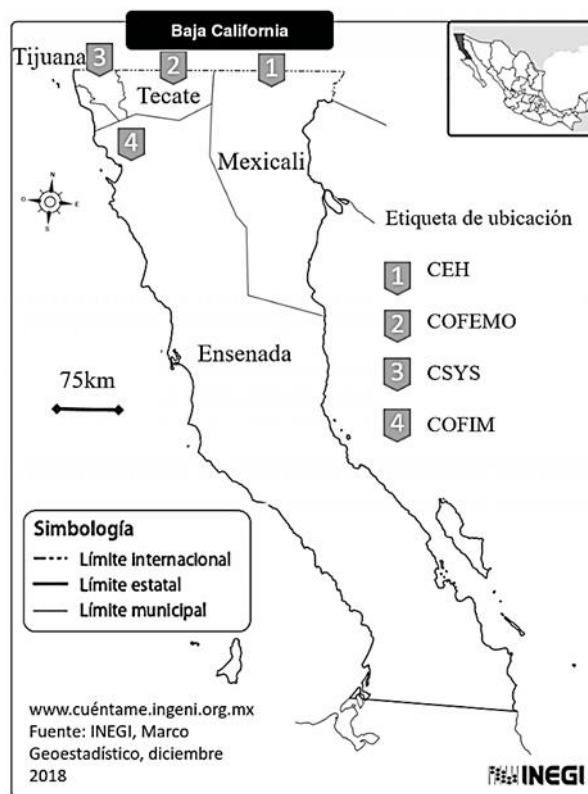 Baja California
Tijuana 3 2 1
Tecate
4
Mexicali
N
O E
S
Etiqueta de ubicación
1 CEH
2 COFEMO
3 CSYS
4 COFIM
Ensenada
75km
Simbología
Límite internacional
Límite estatal
Límite municipal
www.cuéntame.ingeni.org.mx
Fuente: INEGI, Marco
Geoestadístico, diciembre
2018
INEGI